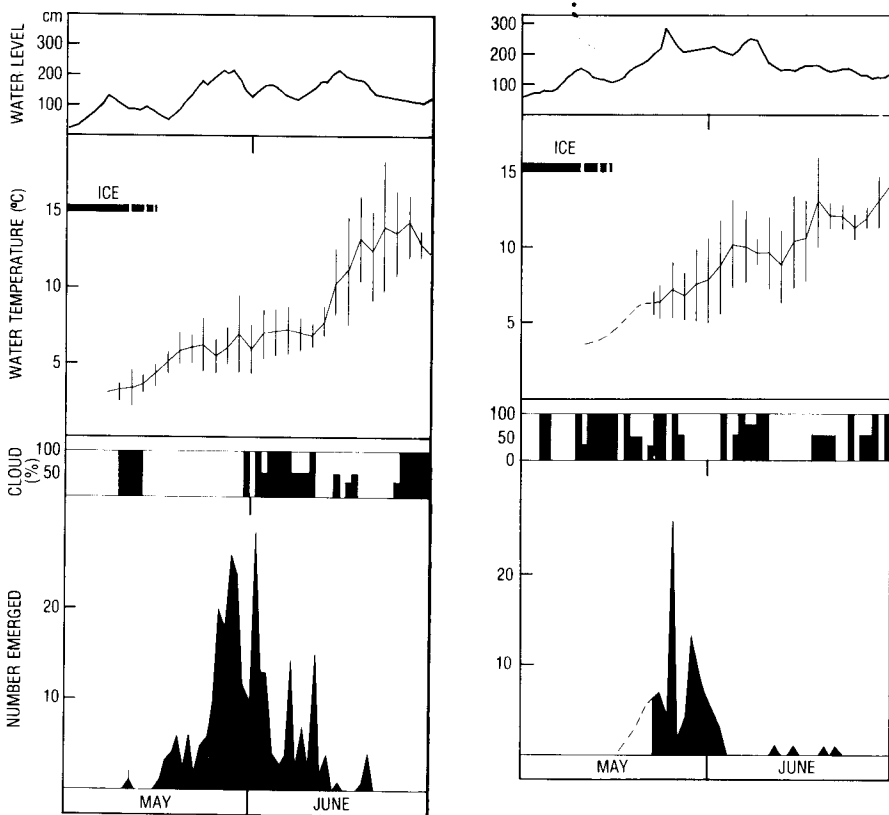 cm
300
200
100
WATER LEVEL
ICE
15
10
5
WATER TEMPERATURE (°C)
100
50
CLOUD
(%)
20
10
NUMBER EMERGED
MAY
JUNE
300
200
100
ICE
15
10
5
100
50
0
20
10
MAY
JUNE